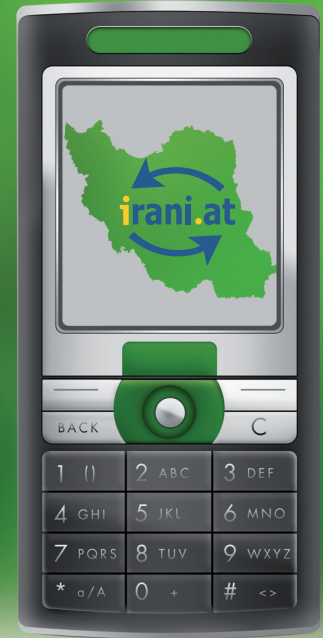 irani.at
BACK C
1 () 2 ABC 3 DEF
4 GHI 5 JKL 6 MNO
7 PQRS 8 TUV 9 WXYZ
* a/A 0 + # <>